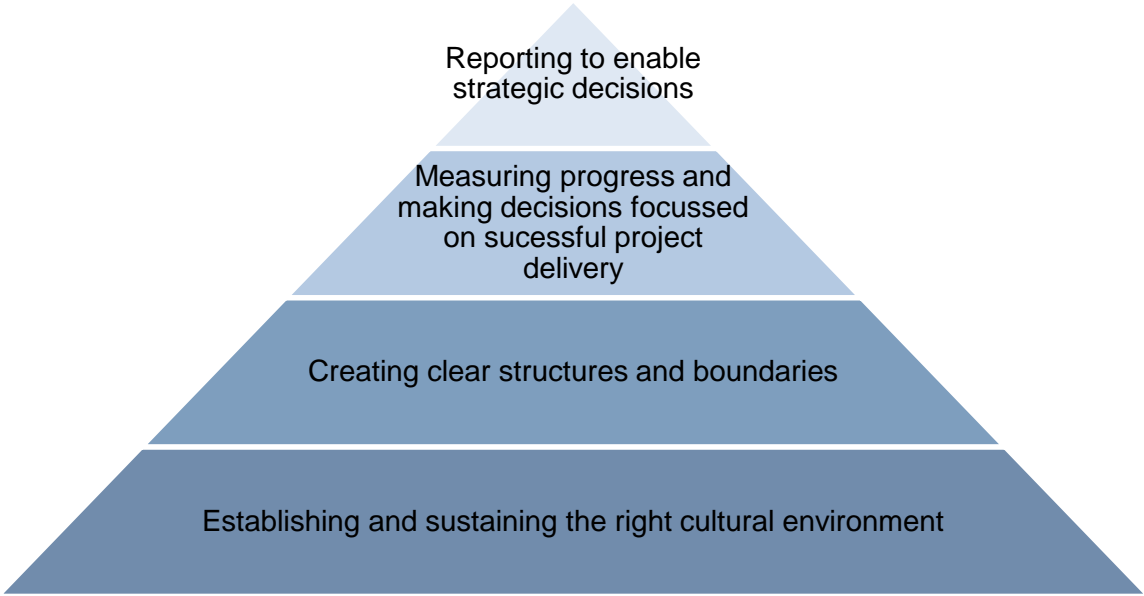 Reporting to enable
strategic decisions
Measuring progress and
making decisions focussed
on sucessful project
delivery
Creating clear structures and boundaries
Establishing and sustaining the right cultural environment